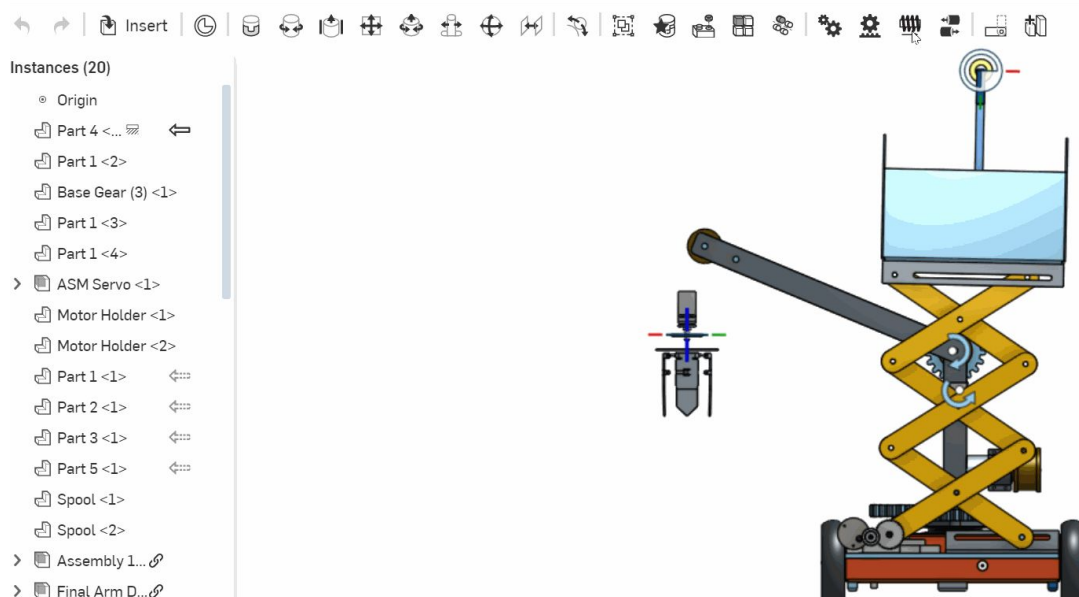 Insert
Instances (20)
Origin
Part 4 <...
Part 1 <2>
Base Gear (3) <1>
Part 1 <3>
Part 1 <4>
ASM Servo <1>
Motor Holder <1>
Motor Holder <2>
Part 1 <1>
Part 2 <1>
Part 3 <1>
Part 5 <1>
Spool <1>
Spool <2>
Assembly 1...
Final Arm D...